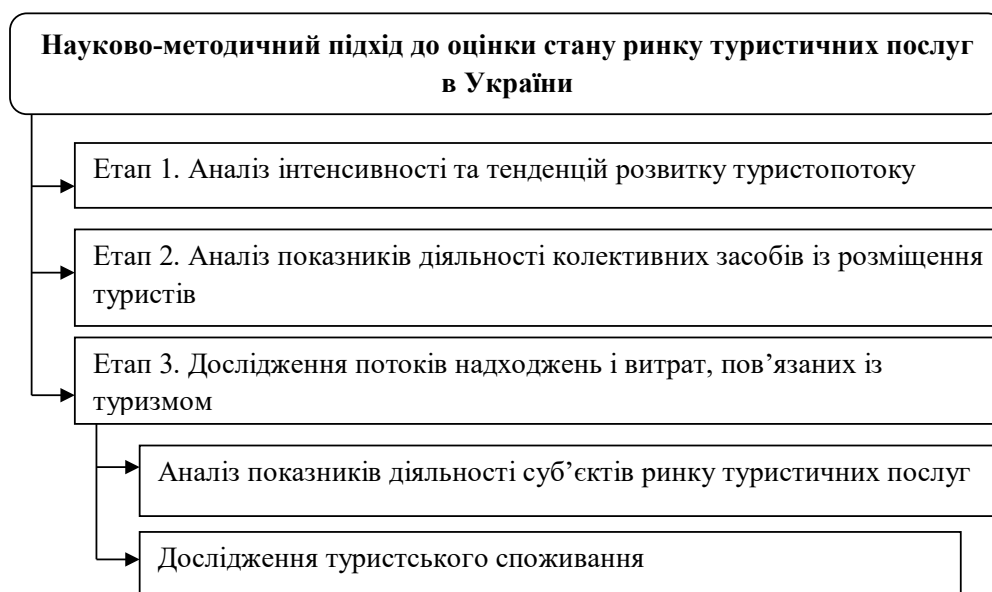 Науково-методичний підхід до оцінки стану ринку туристичних послуг
в України
Етап 1. Аналіз інтенсивності та тенденцій розвитку туристопотоку
Етап 2. Аналіз показників діяльності колективних засобів із розміщення
туристів
Етап 3. Дослідження потоків надходжень і витрат, пов’язаних із
туризмом
Аналіз показників діяльності суб’єктів ринку туристичних послуг
Дослідження туристського споживання